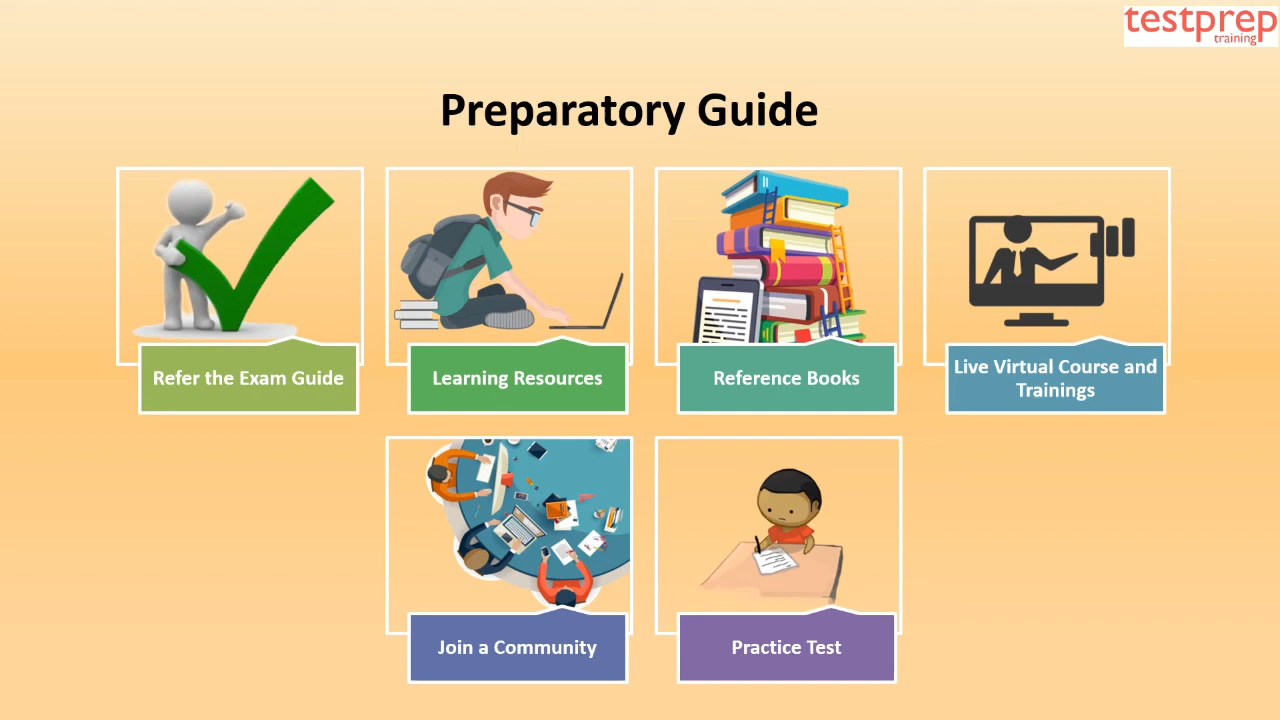 testprep
training
Preparatory Guide
Refer the Exam Guide
Learning Resources
Reference Books
Live Virtual Course and
Trainings
Join a Community
Practice Test